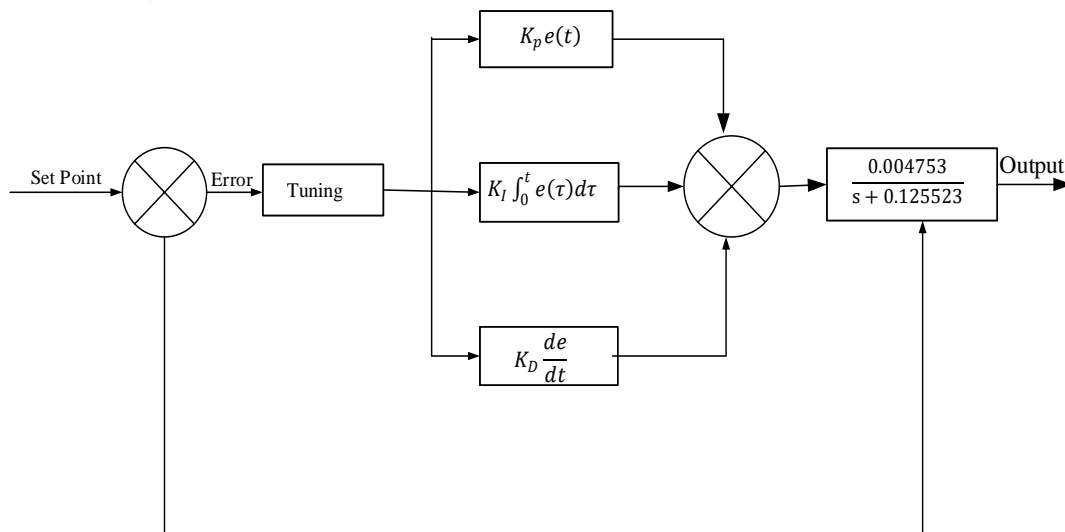 K_p e(t)
Set Point
Error
Tuning
K_I ∫_0^t e(τ)dτ
0.004753
s + 0.125523
Output
K_D de/dt